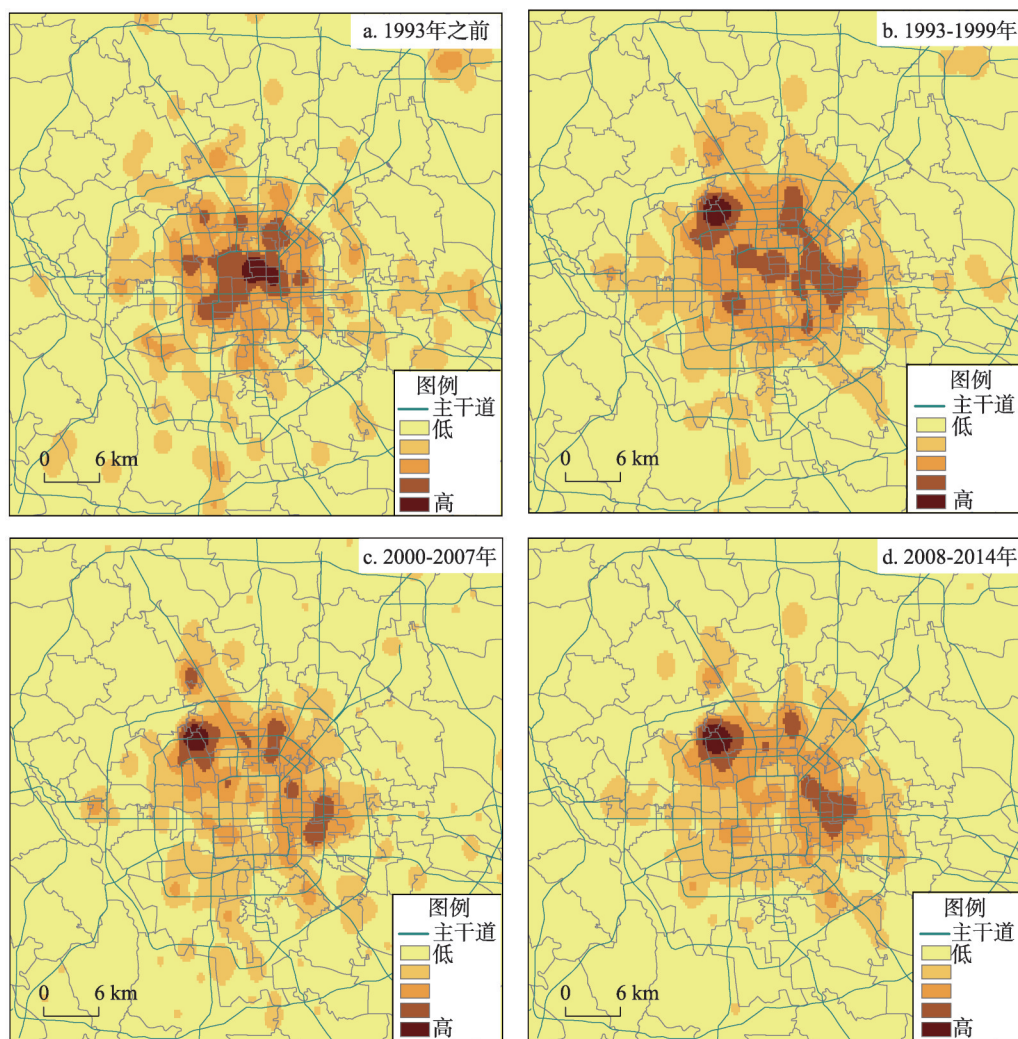 a. 1993年之前
图例
主干道
低
高
0 6 km
b. 1993-1999年
图例
主干道
低
高
0 6 km
c. 2000-2007年
图例
主干道
低
高
0 6 km
d. 2008-2014年
图例
主干道
低
高
0 6 km